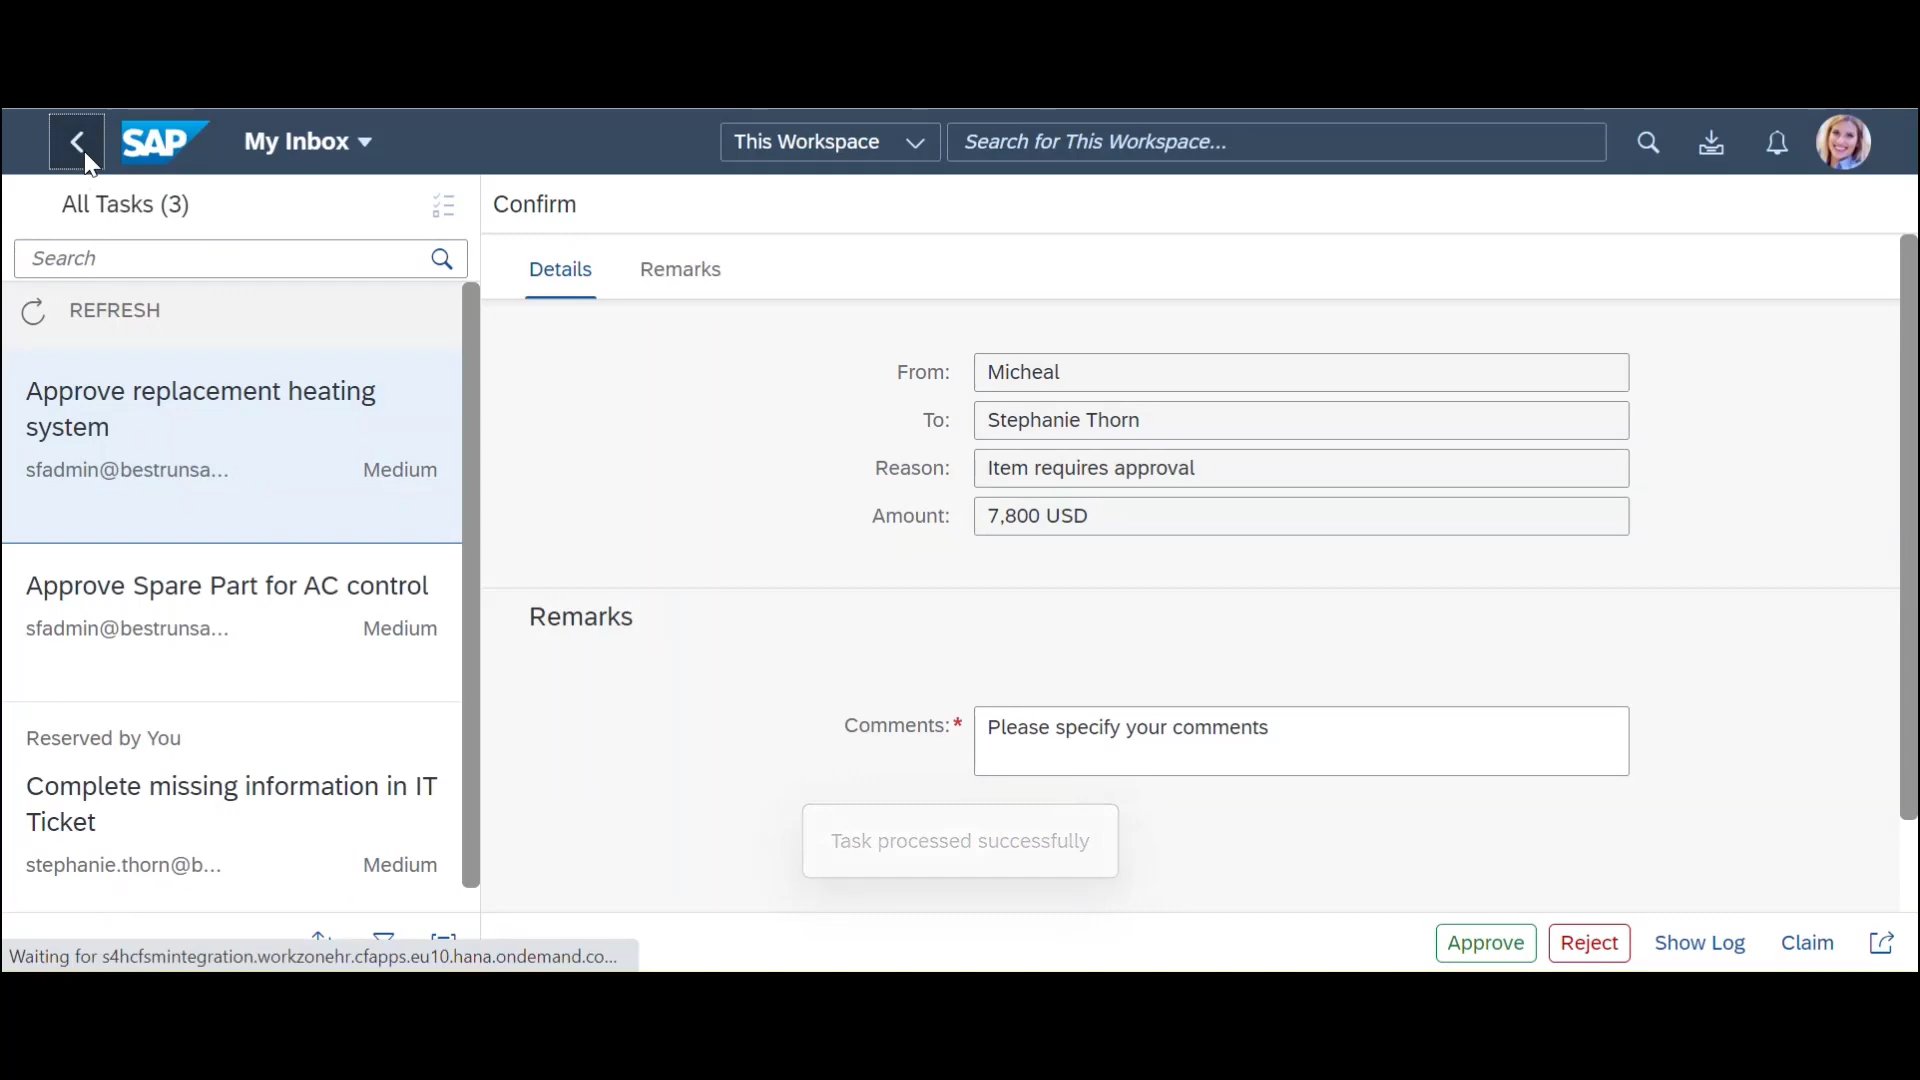 SAP My Inbox This Workspace Search for This Workspace...
All Tasks (3)
Search
REFRESH
Approve replacement heating
system
sfadmin@bestrunsa... Medium
Approve Spare Part for AC control
sfadmin@bestrunsa... Medium
Reserved by You
Complete missing information in IT
Ticket
stephanie.thorn@b... Medium
Waiting for s4hcfsmintegration.workzonehr.cfapps.eu10.hana.ondemand.co...
Confirm
Details Remarks
From: Micheal
To: Stephanie Thorn
Reason: Item requires approval
Amount: 7,800 USD
Remarks
Comments:* Please specify your comments
Task processed successfully
Approve Reject Show Log Claim